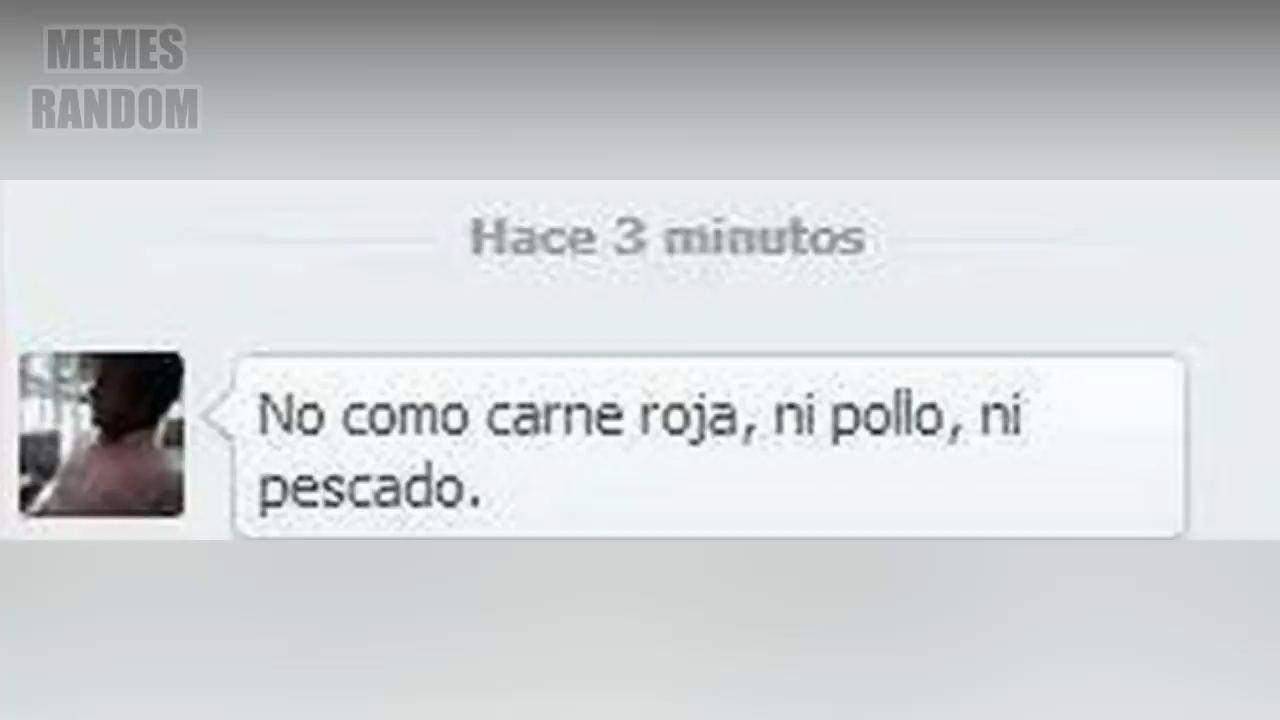 MEMES
RANDOM
Hace 3 minutos
No como carne roja, ni pollo, ni
pescado.